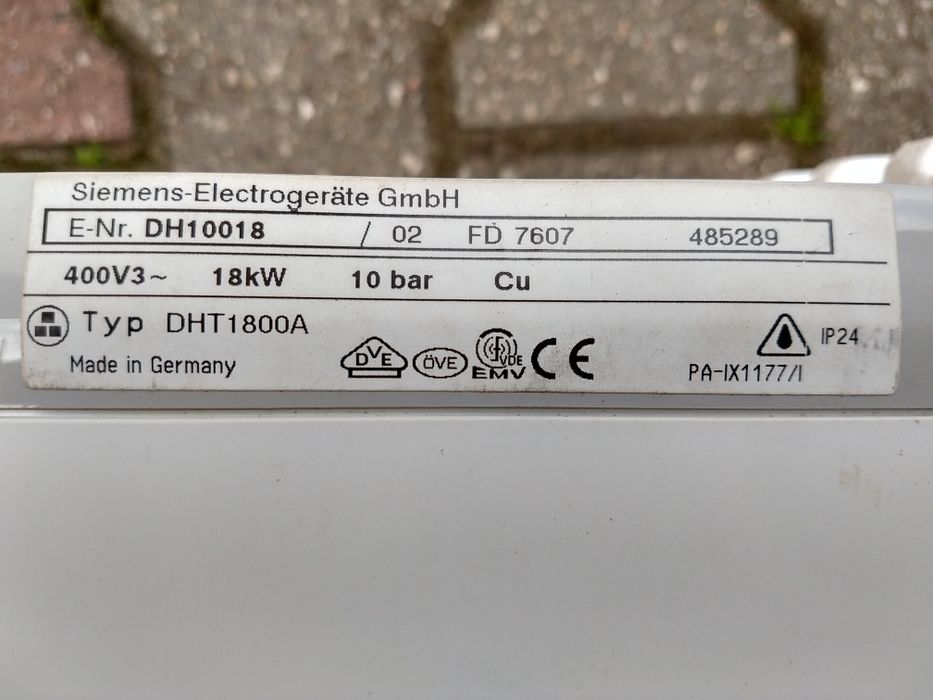 Siemens-Electrogeräte GmbH
E-Nr. DH10018 / 02 FD 7607 485289
400V3~ 18kW 10 bar Cu
Typ DHT1800A IP24
Made in Germany DVE ÖVE VDE EMV CE PA-IX1177/I